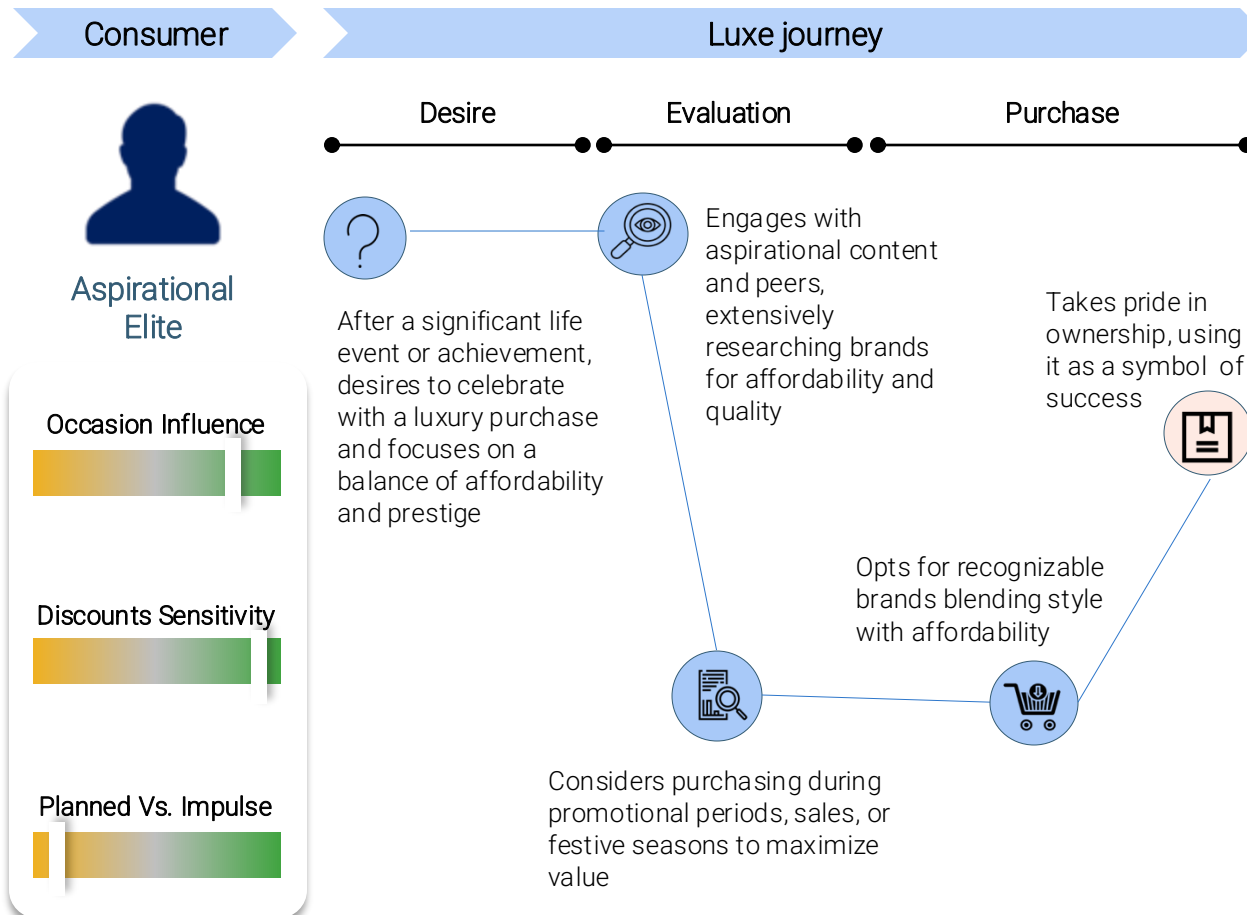 Consumer
Luxe journey
Desire
Evaluation
Purchase
Aspirational
Elite
Occasion Influence
Discounts Sensitivity
Planned Vs. Impulse
After a significant life
event or achievement,
desires to celebrate
with a luxury purchase
and focuses on a
balance of affordability
and prestige
Engages with
aspirational content
and peers,
extensively
researching brands
for affordability and
quality
Considers purchasing during
promotional periods, sales, or
festive seasons to maximize
value
Opts for recognizable
brands blending style
with affordability
Takes pride in
ownership, using
it as a symbol of
success